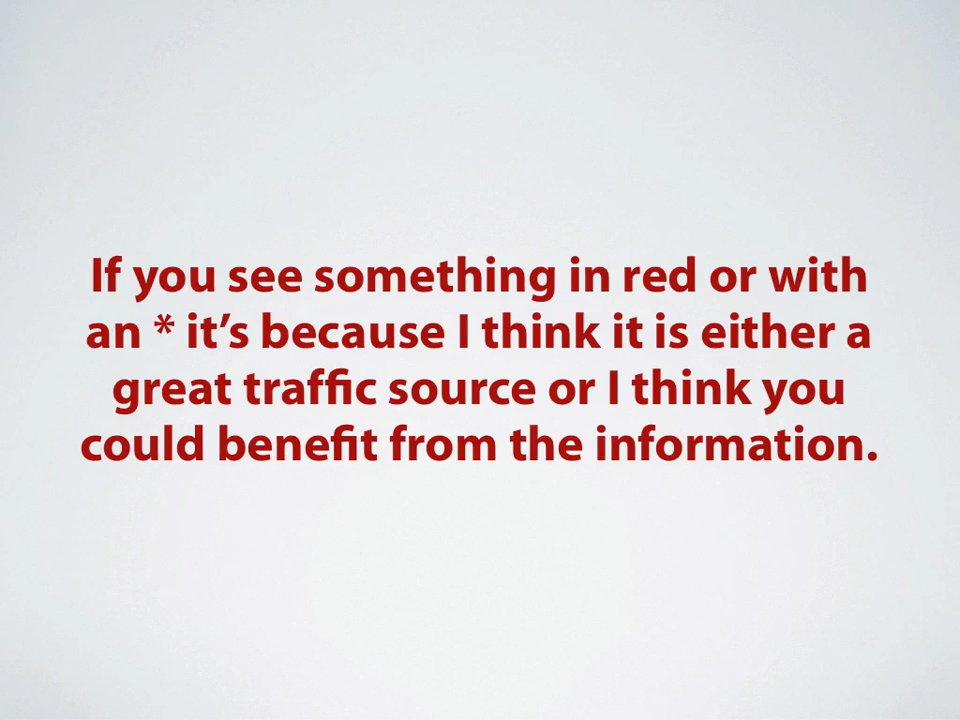 If you see something in red or with
an * it’s because I think it is either a
great traffic source or I think you
could benefit from the information.